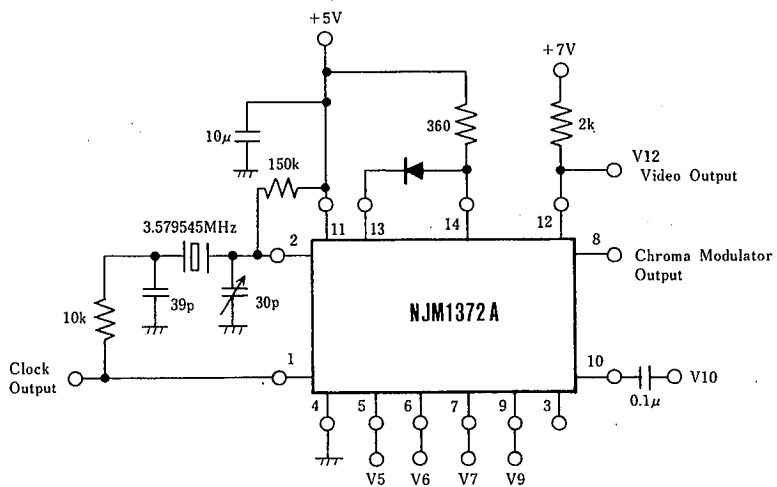 +5V
+7V
10μ
360
2k
150k
V12
Video Output
11
13
14
12
3.579545MHz
2
8
Chroma Modulator
Output
39p
30p
NJM1372A
10k
1
10
V10
0.1μ
Clock
Output
4
5
6
7
9
3
V5
V6
V7
V9